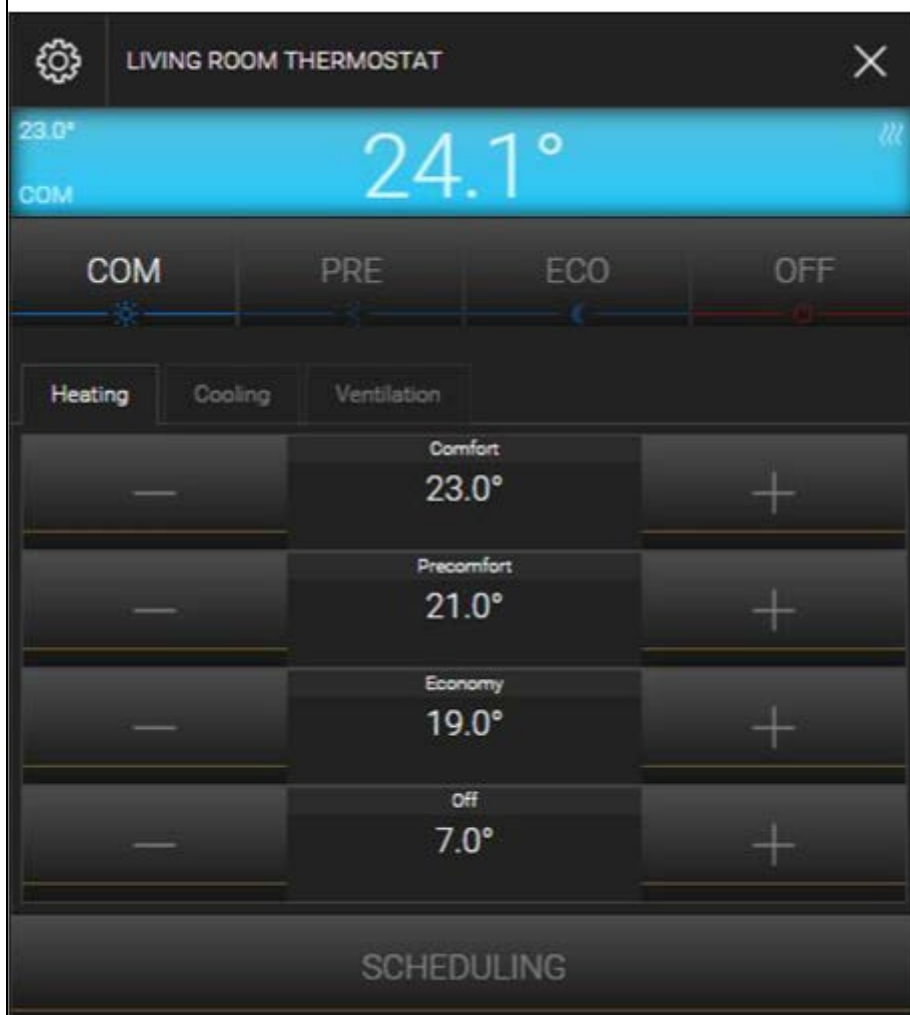 LIVING ROOM THERMOSTAT
23.0°
24.1°
COM
COM PRE ECO OFF
Heating Cooling Ventilation
Comfort
23.0°
Precomfort
21.0°
Economy
19.0°
Off
7.0°
SCHEDULING